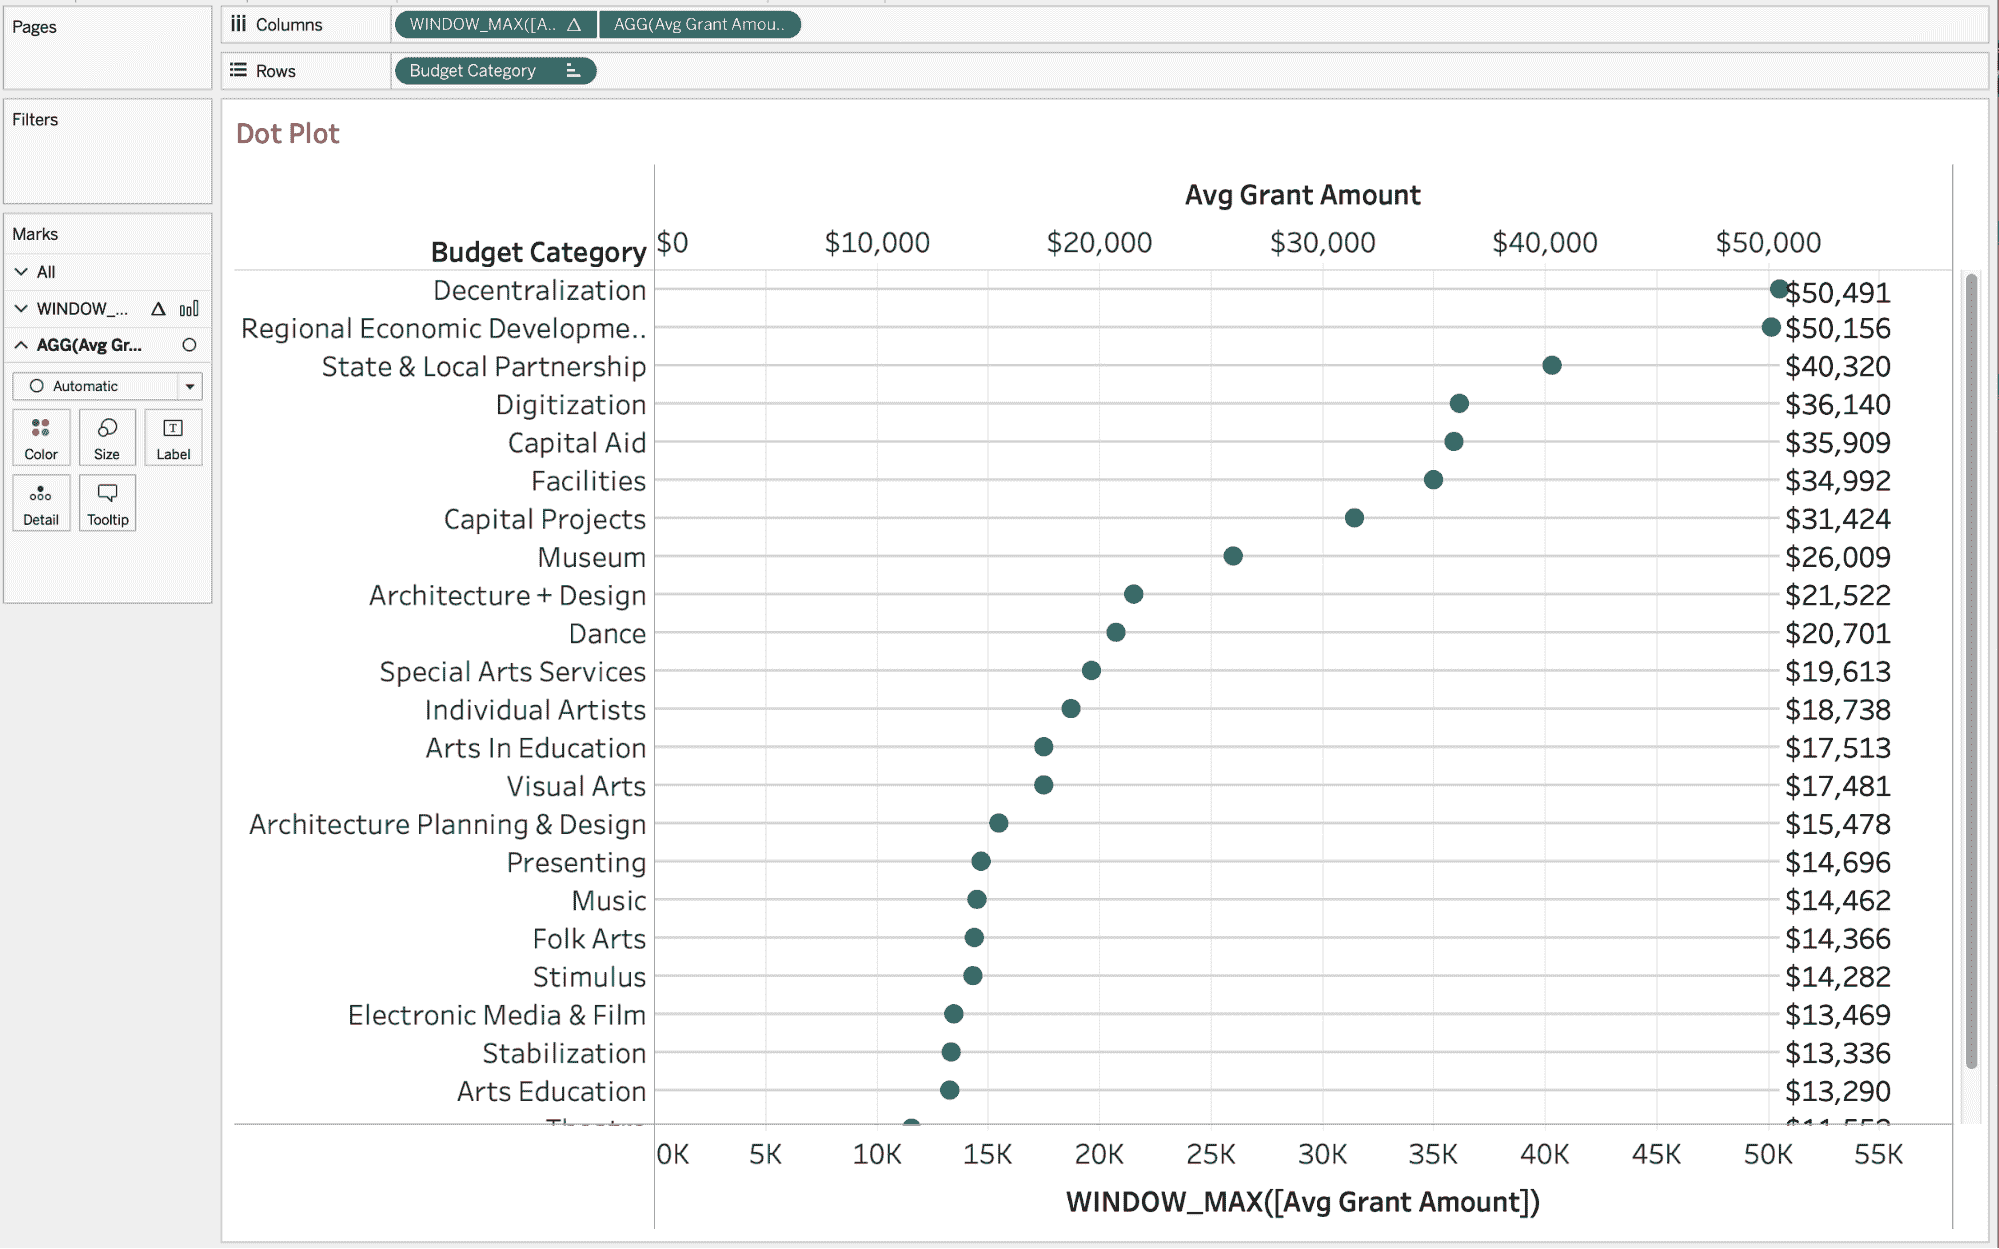 Pages
Columns
WINDOW_MAX([A..
AGG(Avg Grant Amou..
Rows
Budget Category
Filters
Marks
All
WINDOW_...
AGG(Avg Gr...
Automatic
Color
Size
Label
Detail
Tooltip
Dot Plot
Avg Grant Amount
Budget Category
$0 $10,000 $20,000 $30,000 $40,000 $50,000
Decentralization $50,491
Regional Economic Developme.. $50,156
State & Local Partnership $40,320
Digitization $36,140
Capital Aid $35,909
Facilities $34,992
Capital Projects $31,424
Museum $26,009
Architecture + Design $21,522
Dance $20,701
Special Arts Services $19,613
Individual Artists $18,738
Arts In Education $17,513
Visual Arts $17,481
Architecture Planning & Design $15,478
Presenting $14,696
Music $14,462
Folk Arts $14,366
Stimulus $14,282
Electronic Media & Film $13,469
Stabilization $13,336
Arts Education $13,290
0K 5K 10K 15K 20K 25K 30K 35K 40K 45K 50K 55K
WINDOW_MAX([Avg Grant Amount])